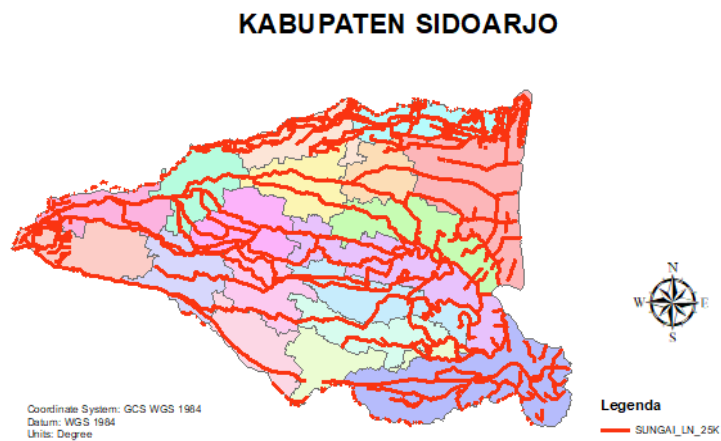 KABUPATEN SIDOARJO
N
W E
S
Coordinate System: GCS WGS 1984
Datum: WGS 1984
Units: Degree
Legenda
SUNGAI_LN_25K